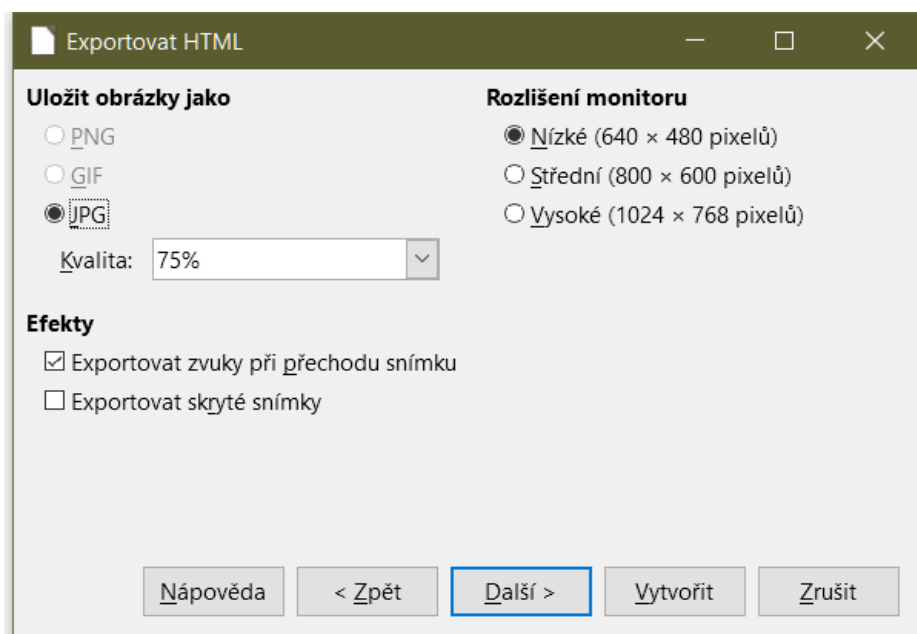 Exportovat HTML
Uložit obrázky jako
PNG
GIF
JPG
Kvalita: 75%
Rozlišení monitoru
Nízké (640 × 480 pixelů)
Střední (800 × 600 pixelů)
Vysoké (1024 × 768 pixelů)
Efekty
Exportovat zvuky při přechodu snímku
Exportovat skryté snímky
Nápověda < Zpět Další > Vytvořit Zrušit